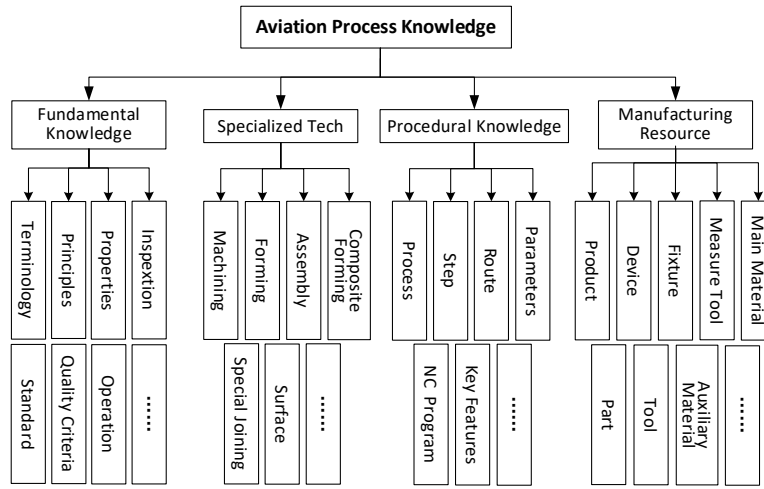 Aviation Process Knowledge
Fundamental
Knowledge
Specialized Tech
Procedural Knowledge
Manufacturing
Resource
Terminology
Principles
Properties
Inspextion
Machining
Forming
Assembly
Composite
Forming
Process
Step
Route
Parameters
Product
Device
Fixture
Measure Tool
Main Material
Standard
Quality Criteria
Operation
......
Special Joining
Surface
......
NC Program
Key Features
......
Part
Tool
Auxiliary
Material
......